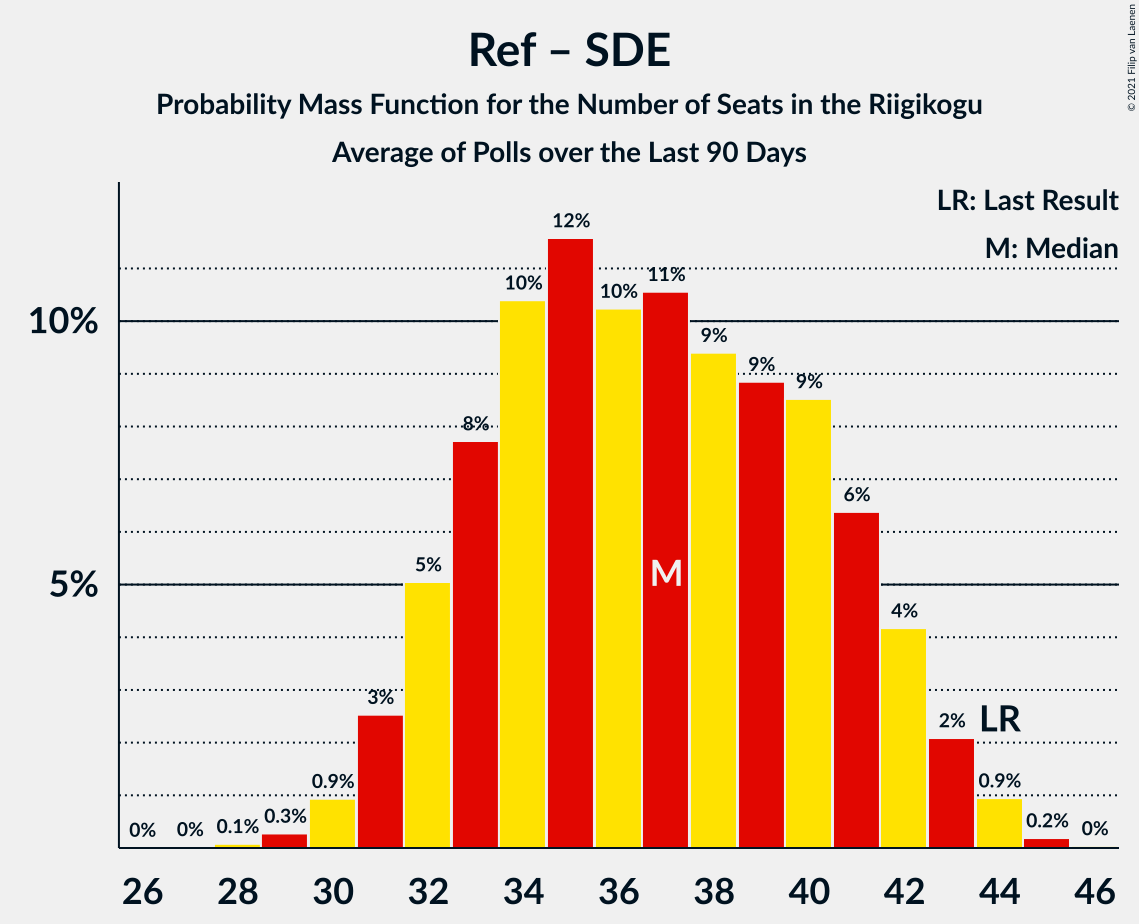 Ref – SDE
Probability Mass Function for the Number of Seats in the Riigikogu
Average of Polls over the Last 90 Days
© 2021 Filip van Laenen
LR: Last Result
M: Median
10%
5%
0% 0% 0.1% 0.3% 0.9% 3% 5% 8% 10% 12% 10% 11% 9% 9% 9% 6% 4% 2% 0.9% 0.2% 0%
M
LR
26 28 30 32 34 36 38 40 42 44 46